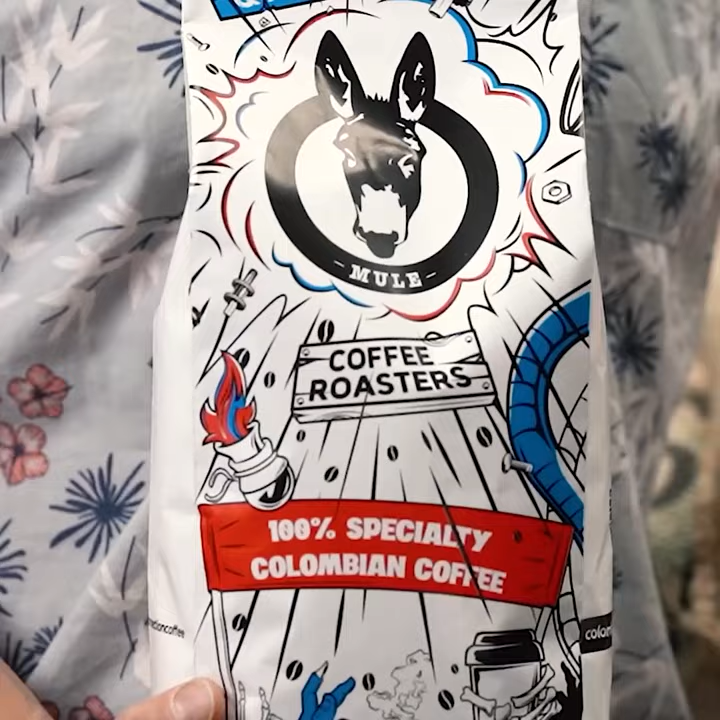 MULE
COFFEE
ROASTERS
100% SPECIALTY
COLOMBIAN COFFEE